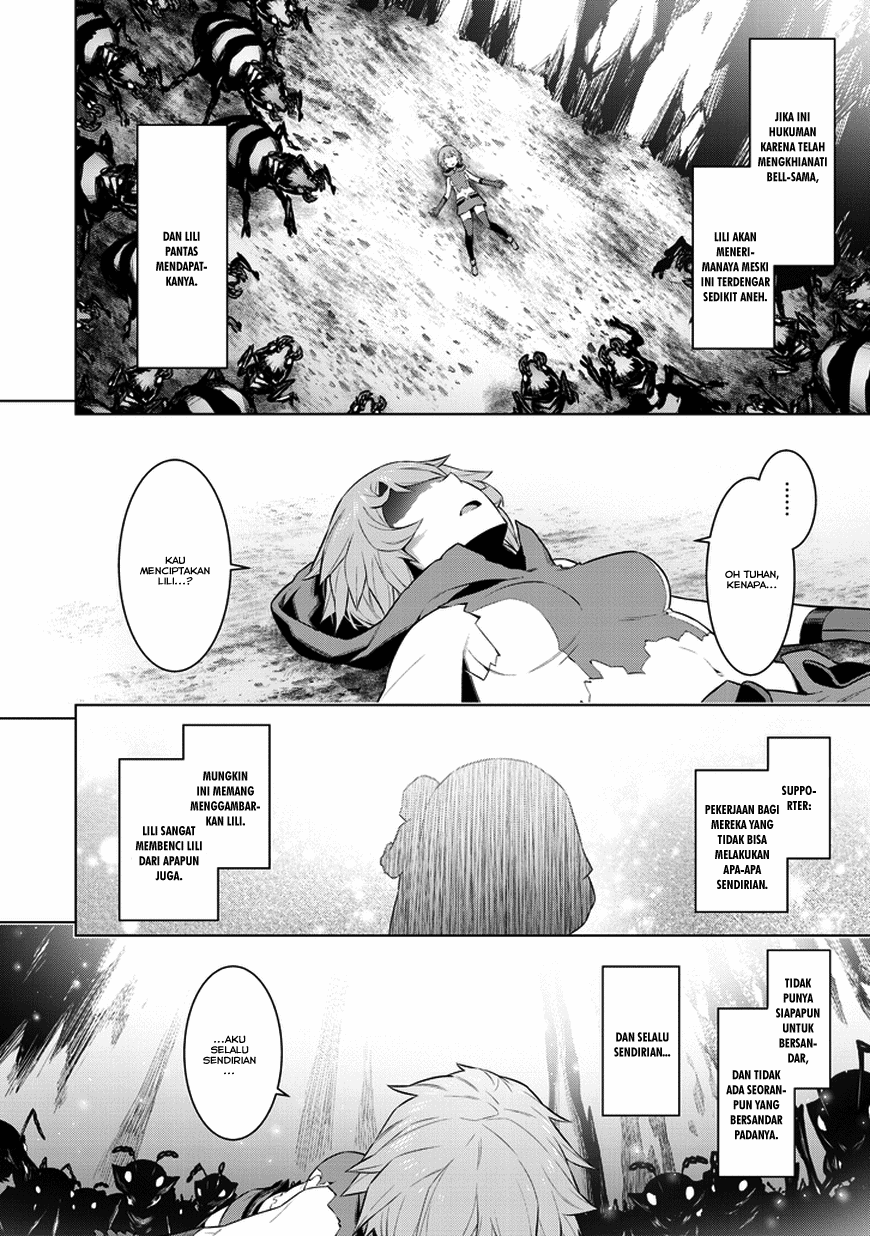 JIKA INI
HUKUMAN
KARENA TELAH
MENGKHIANATI
BELL-SAMA,
LILI AKAN
MENERI-
MANAYA MESKI
INI TERDENGAR
SEDIKIT ANEH.
DAN LILI
PANTAS
MENDAPAT-
KANYA.
......
OH TUHAN,
KENAPA...
KAU
MENCIPTAKAN
LILI...?
SUPPO-
RTER:
PEKERJAAN BAGI
MEREKA YANG
TIDAK BISA
MELAKUKAN
APA-APA
SENDIRIAN.
MUNGKIN
INI MEMANG
MENGGAMBAR-
KAN LILI.
LILI SANGAT
MEMBENCI LILI
DARI APAPUN
JUGA.
TIDAK
PUNYA
SIAPAPUN
UNTUK
BERSAN-
DAR,
DAN TIDAK
ADA SEORAN-
PUN YANG
BERSANDAR
PADANYA.
DAN SELALU
SENDIRIAN...
...AKU
SELALU
SENDIRIAN
...